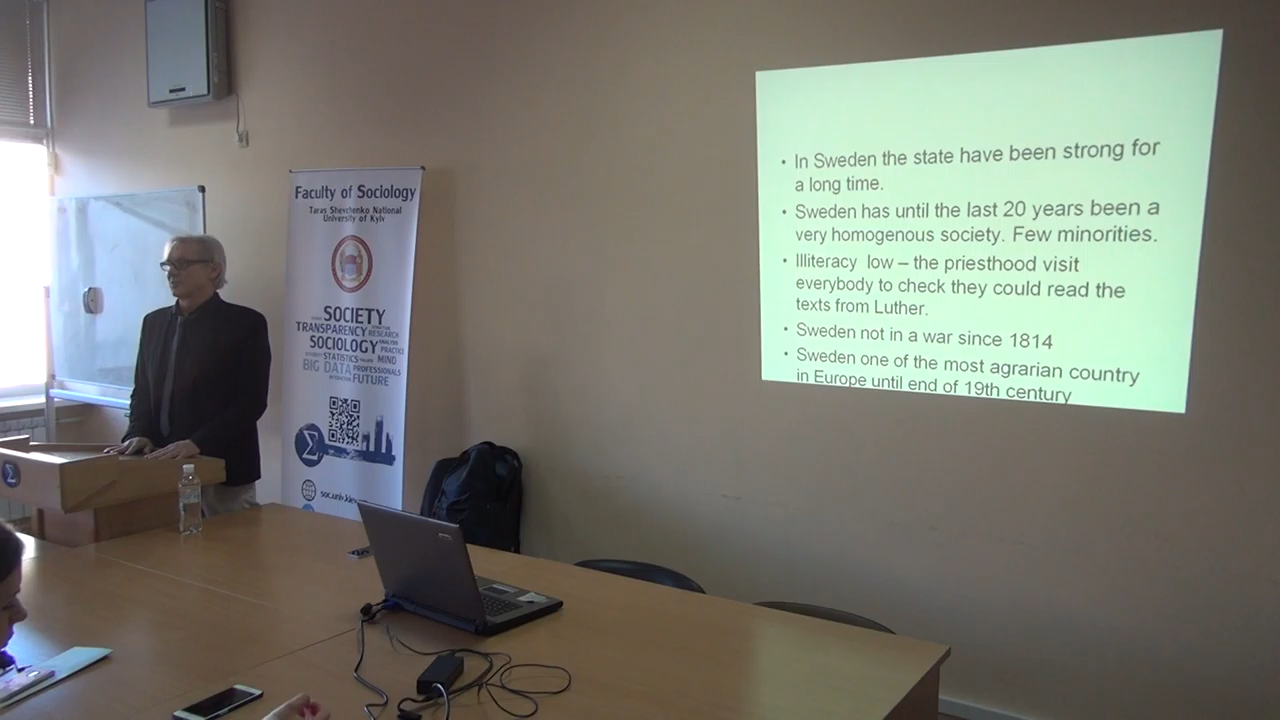 Faculty of Sociology
Taras Shevchenko National
University of Kyiv
SOCIETY
TRANSPARENCY
RESEARCH
SOCIOLOGY
ANALYSIS
PRACTICE
STATISTICS
MIND
BIG DATA
PROFESSIONALS
FUTURE
Σ
Σ
• In Sweden the state have been strong for
a long time.
• Sweden has until the last 20 years been a
very homogenous society. Few minorities.
• Illiteracy low – the priesthood visit
everybody to check they could read the
texts from Luther.
• Sweden not in a war since 1814
• Sweden one of the most agrarian country
in Europe until end of 19th century